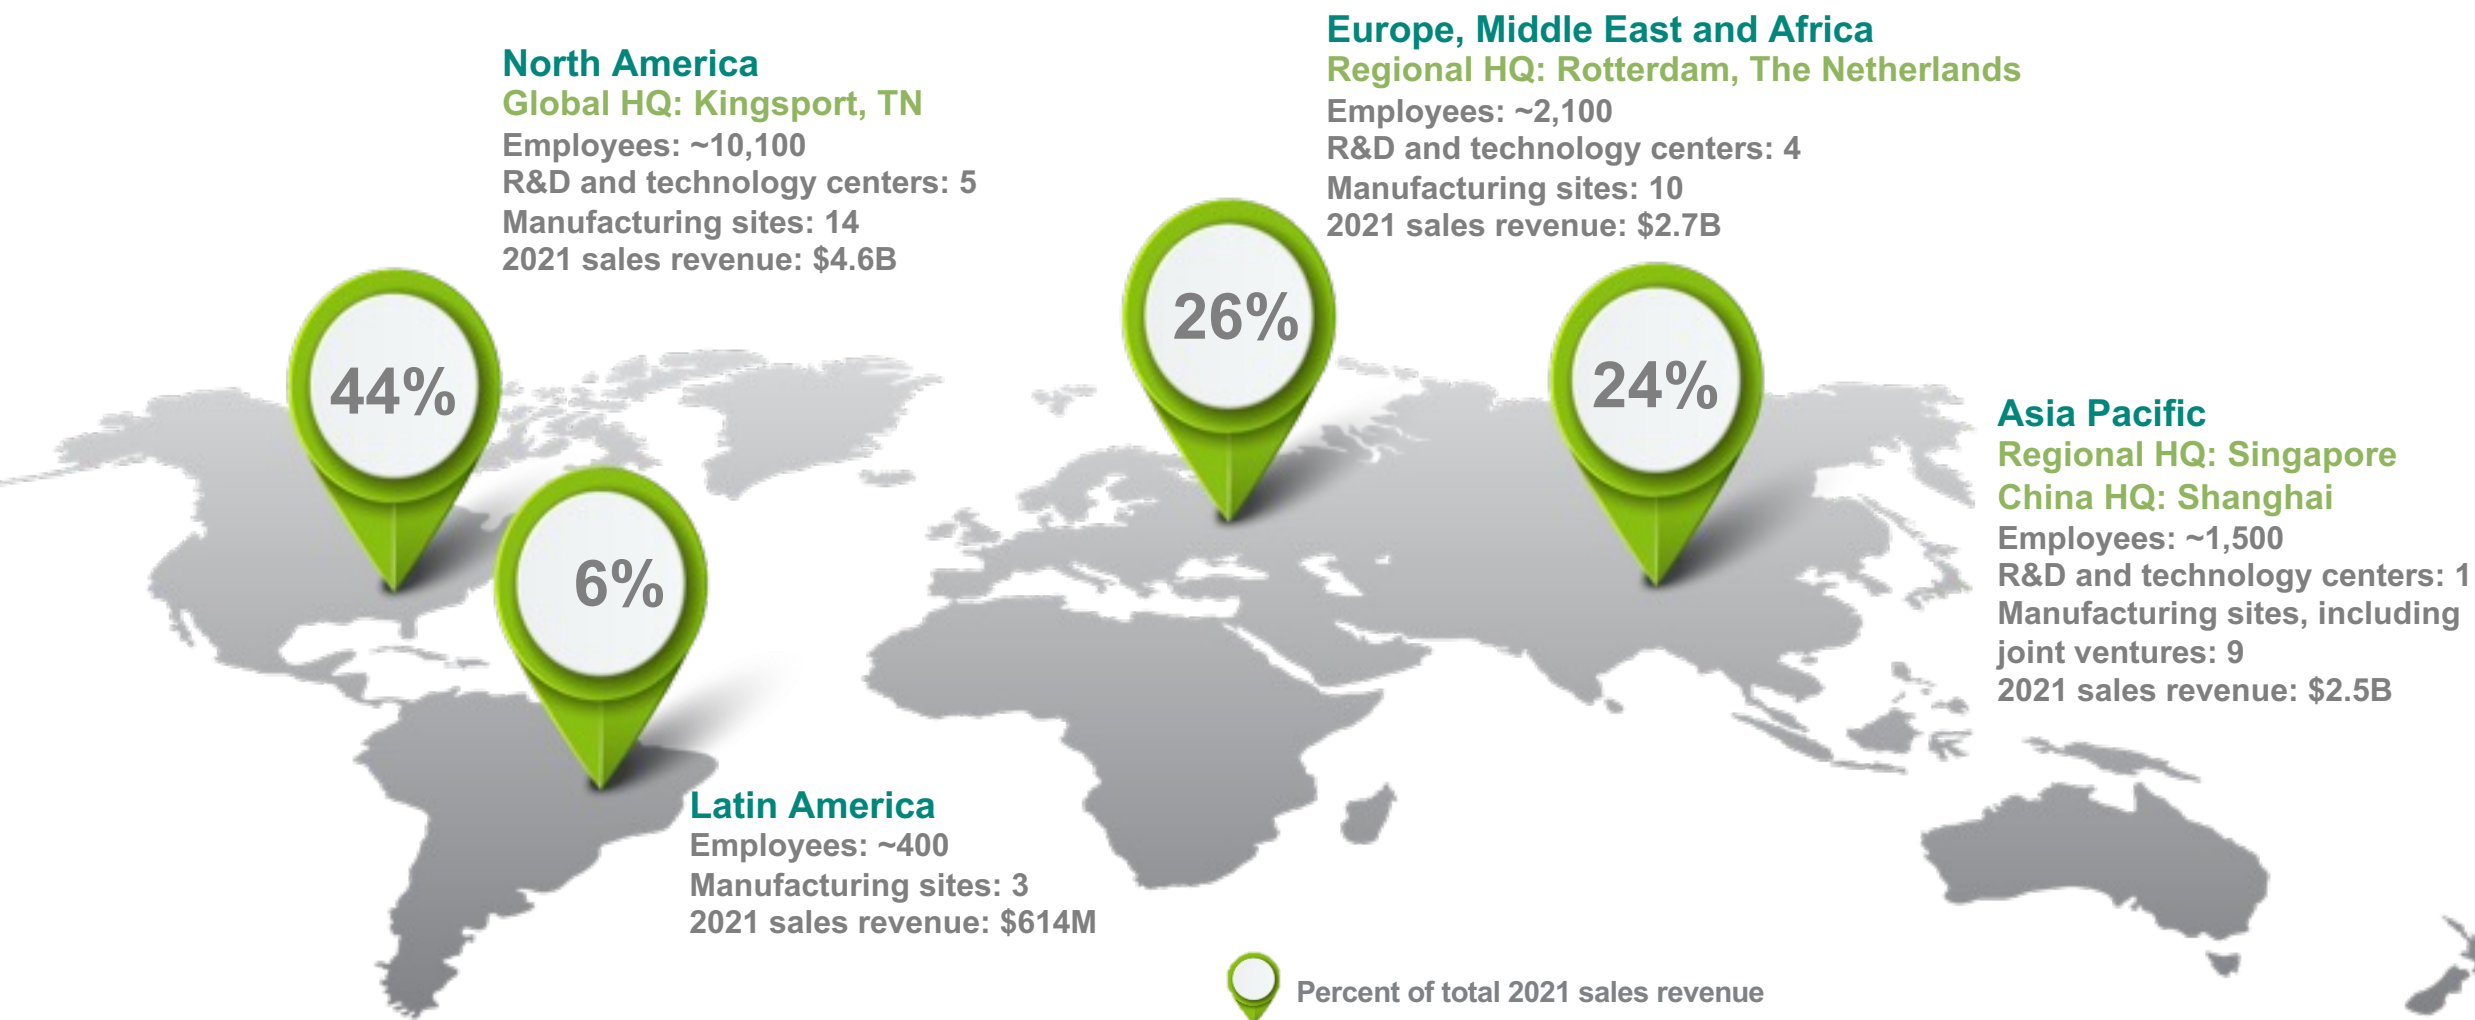 North America
Global HQ: Kingsport, TN
Employees: ~10,100
R&D and technology centers: 5
Manufacturing sites: 14
2021 sales revenue: $4.6B
44%
Europe, Middle East and Africa
Regional HQ: Rotterdam, The Netherlands
Employees: ~2,100
R&D and technology centers: 4
Manufacturing sites: 10
2021 sales revenue: $2.7B
26%
24%
Asia Pacific
Regional HQ: Singapore
China HQ: Shanghai
Employees: ~1,500
R&D and technology centers: 1
Manufacturing sites, including
joint ventures: 9
2021 sales revenue: $2.5B
6%
Latin America
Employees: ~400
Manufacturing sites: 3
2021 sales revenue: $614M
Percent of total 2021 sales revenue